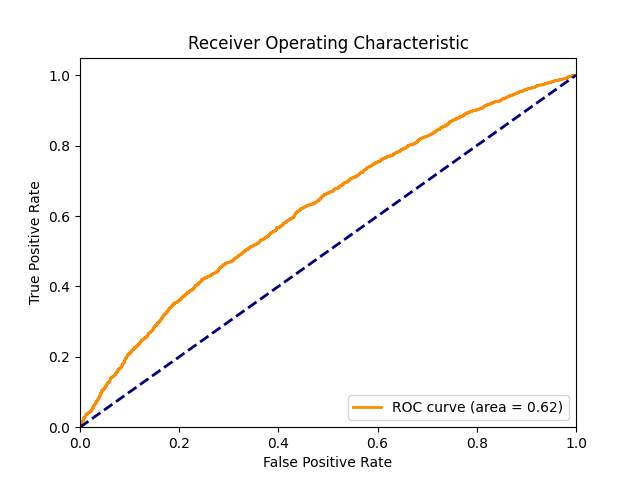 Receiver Operating Characteristic
True Positive Rate
1.0
0.8
0.6
0.4
0.2
0.0
0.0 0.2 0.4 0.6 0.8 1.0
False Positive Rate
ROC curve (area = 0.62)